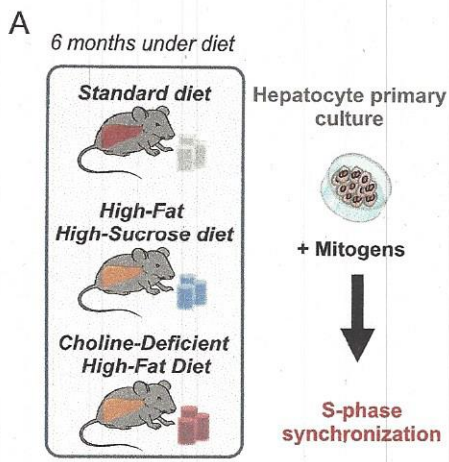 A
6 months under diet
Standard diet
High-Fat
High-Sucrose diet
Choline-Deficient
High-Fat Diet
Hepatocyte primary
culture
+ Mitogens
S-phase
synchronization